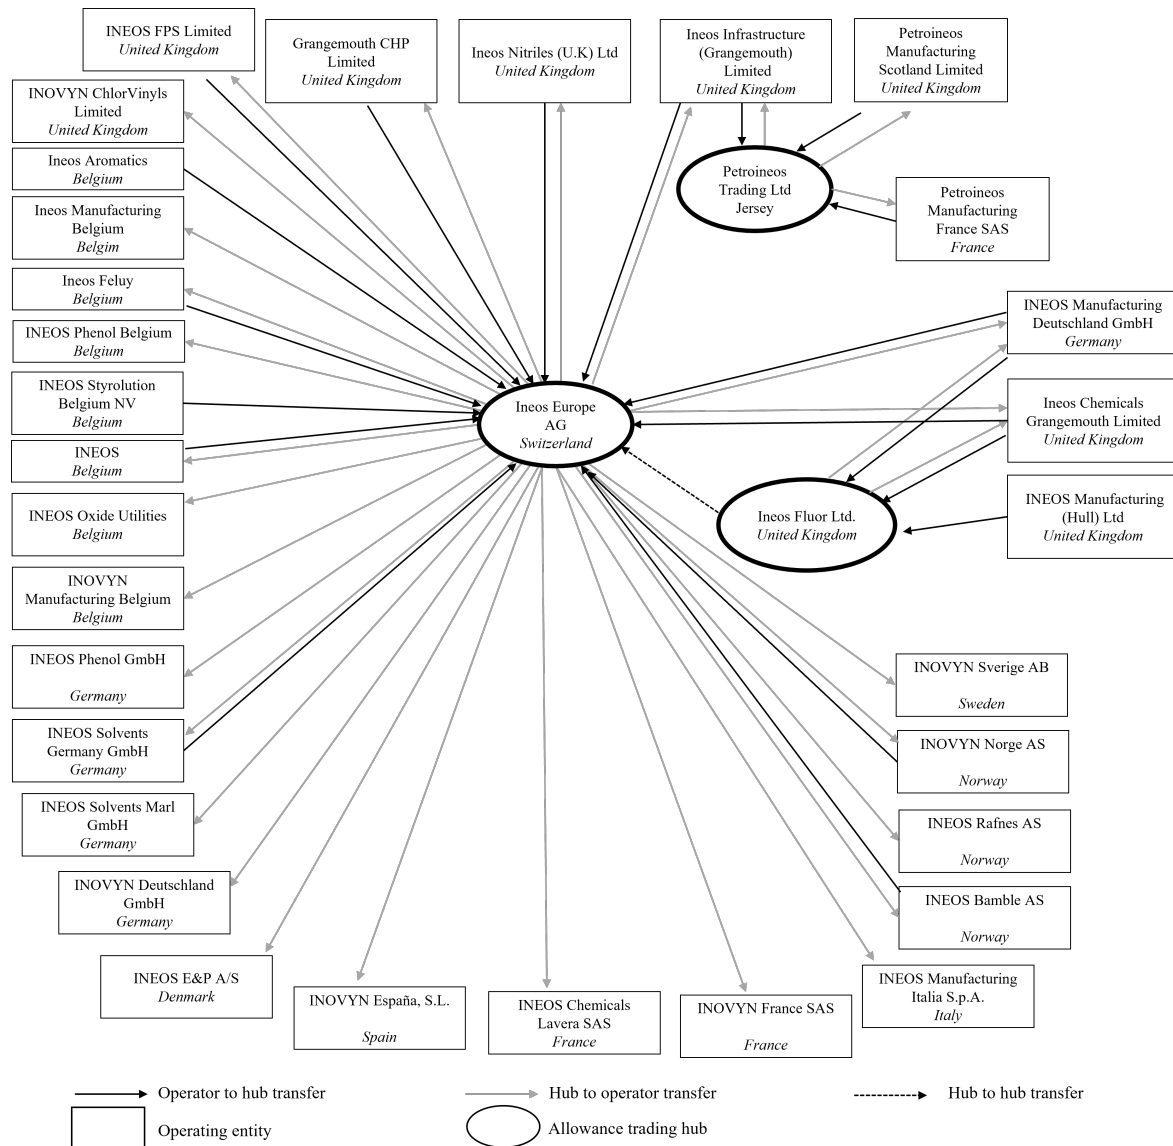 INEOS FPS Limited
United Kingdom
Grangemouth CHP
Limited
United Kingdom
Ineos Nitriles (U.K) Ltd
United Kingdom
Ineos Infrastructure
(Grangemouth)
Limited
United Kingdom
Petroineos
Manufacturing
Scotland Limited
United Kingdom
INOVYN ChlorVinyls
Limited
United Kingdom
Ineos Aromatics
Belgium
Ineos Manufacturing
Belgium
Belgim
Ineos Feluy
Belgium
INEOS Phenol Belgium
Belgium
INEOS Styrolution
Belgium NV
Belgium
INEOS
Belgium
INEOS Oxide Utilities
Belgium
INOVYN
Manufacturing Belgium
Belgium
INEOS Phenol GmbH
Germany
INEOS Solvents
Germany GmbH
Germany
INEOS Solvents Marl
GmbH
Germany
INOVYN Deutschland
GmbH
Germany
INEOS E&P A/S
Denmark
INOVYN España, S.L.
Spain
INEOS Chemicals
Lavera SAS
France
INOVYN France SAS
France
INEOS Manufacturing
Italia S.p.A.
Italy
INEOS Bamble AS
Norway
INEOS Rafnes AS
Norway
INOVYN Norge AS
Norway
INOVYN Sverige AB
Sweden
Petroineos
Trading Ltd
Jersey
Petroineos
Manufacturing
France SAS
France
INEOS Manufacturing
Deutschland GmbH
Germany
Ineos Chemicals
Grangemouth Limited
United Kingdom
INEOS Manufacturing
(Hull) Ltd
United Kingdom
Ineos Europe
AG
Switzerland
Ineos Fluor Ltd.
United Kingdom
Operator to hub transfer
Hub to operator transfer
Hub to hub transfer
Operating entity
Allowance trading hub